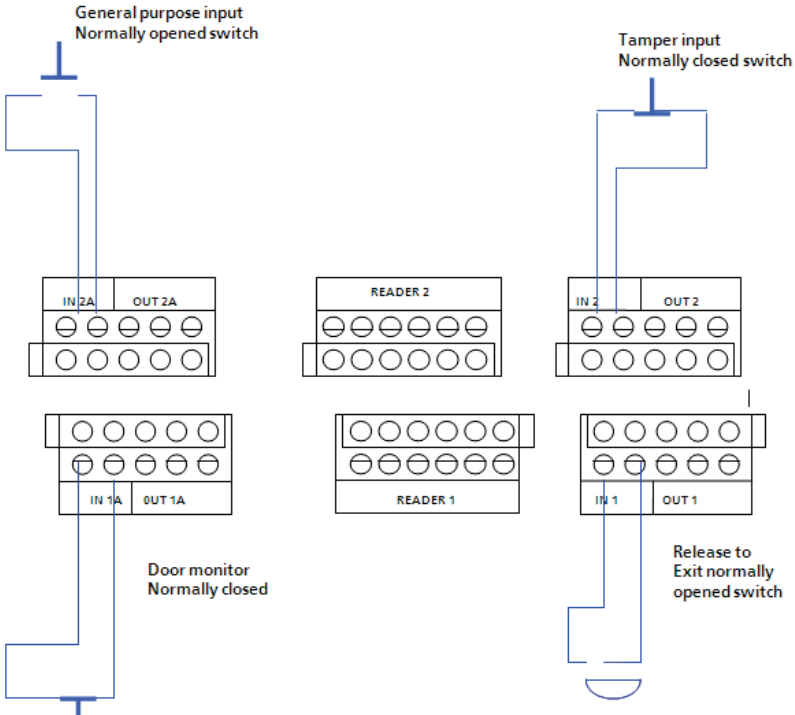 General purpose input
Normally opened switch
Tamper input
Normally closed switch
IN 2A
OUT 2A
READER 2
IN 2
OUT 2
IN 1A
0UT 1A
READER 1
IN 1
OUT 1
Door monitor
Normally closed
Release to
Exit normally
opened switch